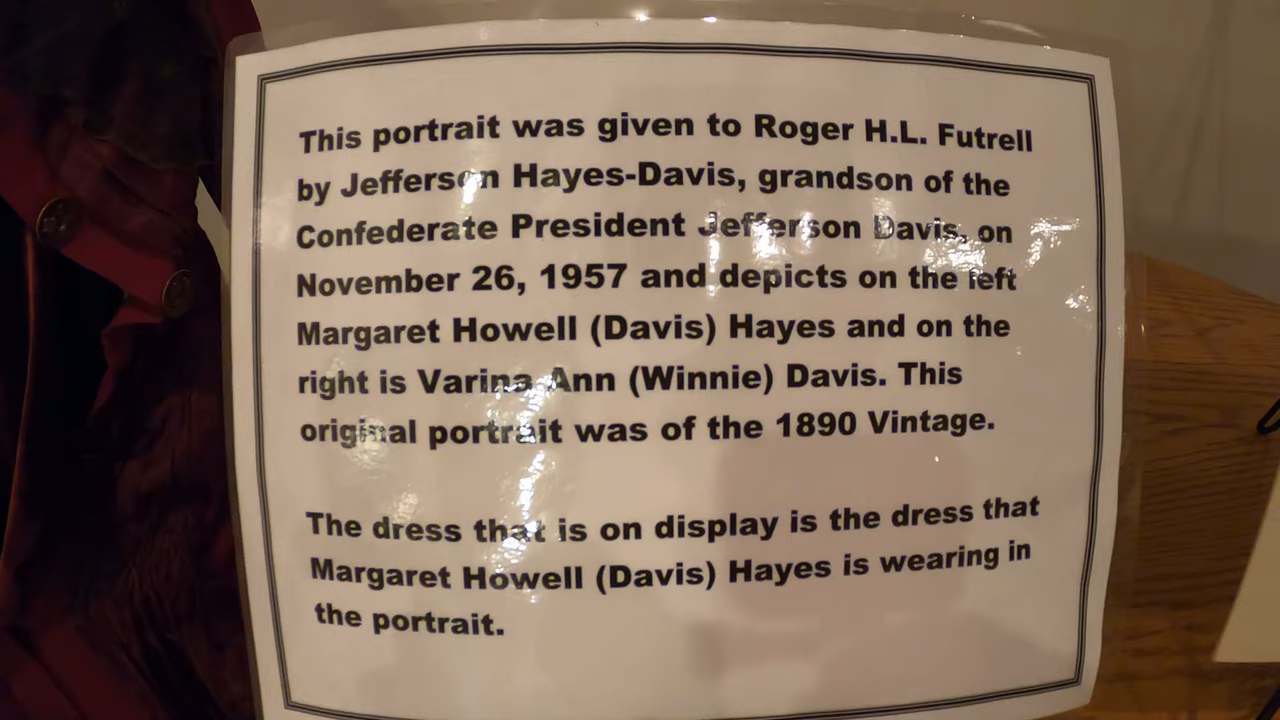 This portrait was given to Roger H.L. Futrell
by Jefferson Hayes-Davis, grandson of the
Confederate President Jefferson Davis, on
November 26, 1957 and depicts on the left
Margaret Howell (Davis) Hayes and on the
right is Varina Ann (Winnie) Davis. This
original portrait was of the 1890 Vintage.
The dress that is on display is the dress that
Margaret Howell (Davis) Hayes is wearing in
the portrait.